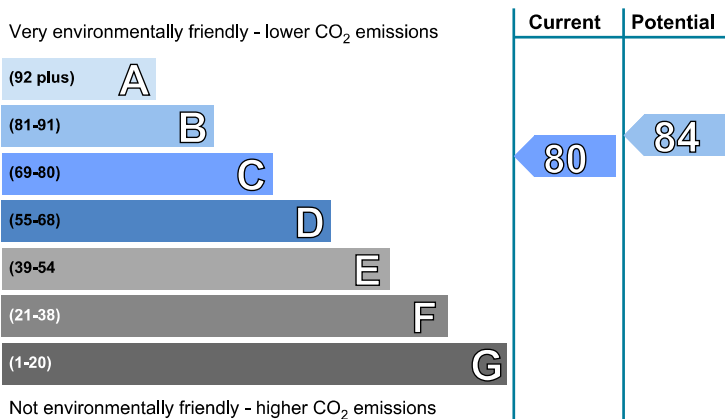 Very environmentally friendly - lower CO2 emissions
Current
Potential
(92 plus) A
(81-91) B
(69-80) C
(55-68) D
(39-54 E
(21-38) F
(1-20) G
80
84
Not environmentally friendly - higher CO2 emissions